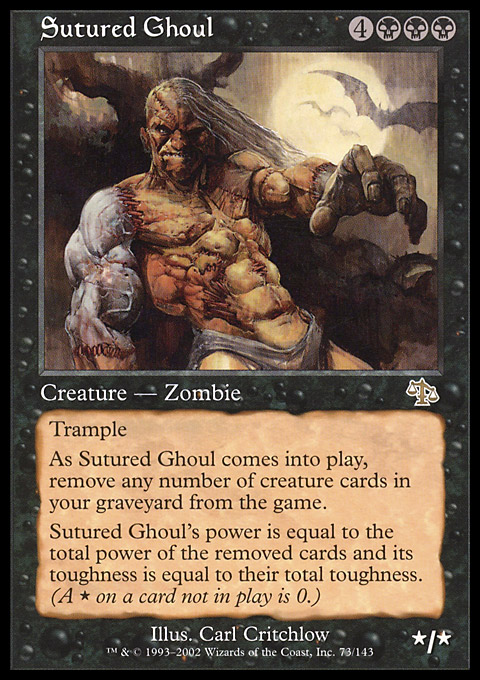 Sutured Ghoul 4
Creature — Zombie
Trample
As Sutured Ghoul comes into play,
remove any number of creature cards in
your graveyard from the game.
Sutured Ghoul's power is equal to the
total power of the removed cards and its
toughness is equal to their total toughness.
(A ★ on a card not in play is 0.)
Illus. Carl Critchlow
™ & © 1993–2002 Wizards of the Coast, Inc. 73/143
★/★